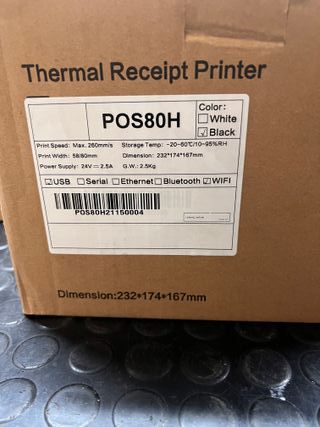 Thermal Receipt Printer
POS80H
Color:
White
Black
Print Speed: Max. 260mm/s Storage Temp: -20~60℃/10~95%RH
Print Width: 58/80mm Dimension: 232*174*167mm
Power Supply: 24V ⎓ 2.5A G.W.: 2.5Kg
USB Serial Ethernet Bluetooth WIFI
POS80H21150004
Dimension:232*174*167mm